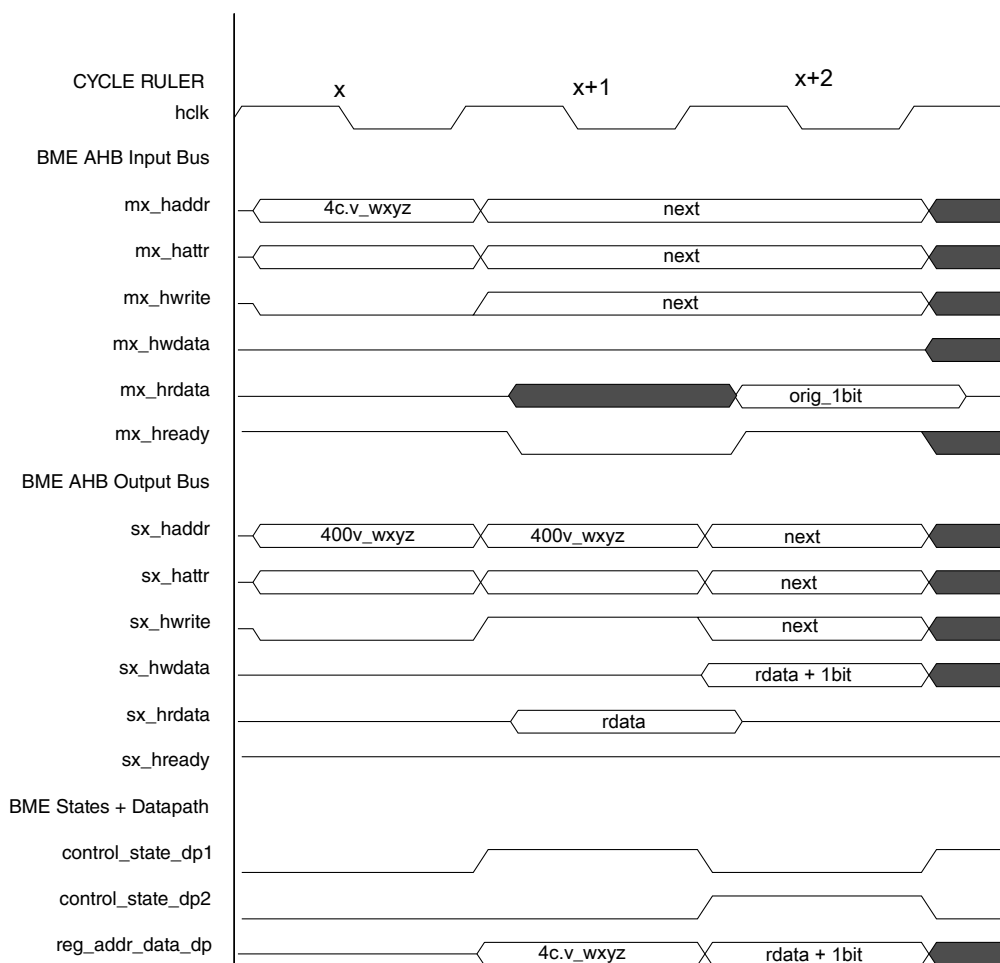 CYCLE RULER x x+1 x+2
hclk
BME AHB Input Bus
mx_haddr 4c.v_wxyz next
mx_hattr next
mx_hwrite next
mx_hwdata
mx_hrdata orig_1bit
mx_hready
BME AHB Output Bus
sx_haddr 400v_wxyz 400v_wxyz next
sx_hattr next
sx_hwrite next
sx_hwdata rdata + 1bit
sx_hrdata rdata
sx_hready
BME States + Datapath
control_state_dp1
control_state_dp2
reg_addr_data_dp 4c.v_wxyz rdata + 1bit